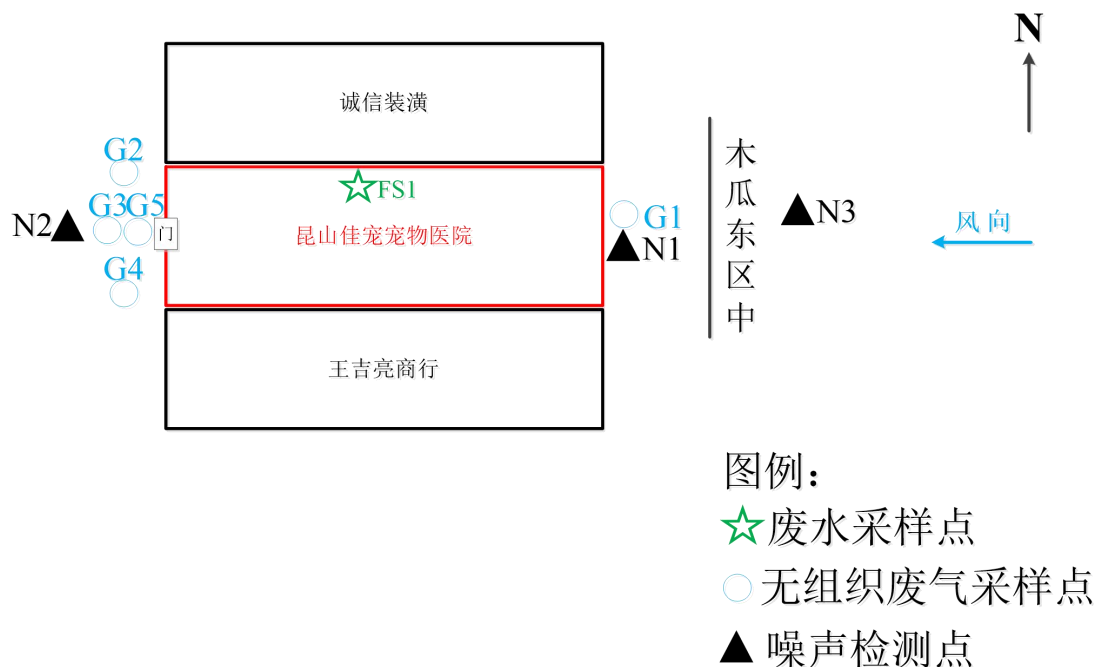 N
诚信装潢
G2
FS1
G3
G5
N2
门
昆山佳宠宠物医院
G1
N1
木瓜东区中
N3
风向
G4
王吉亮商行
图例：
废水采样点
无组织废气采样点
噪声检测点